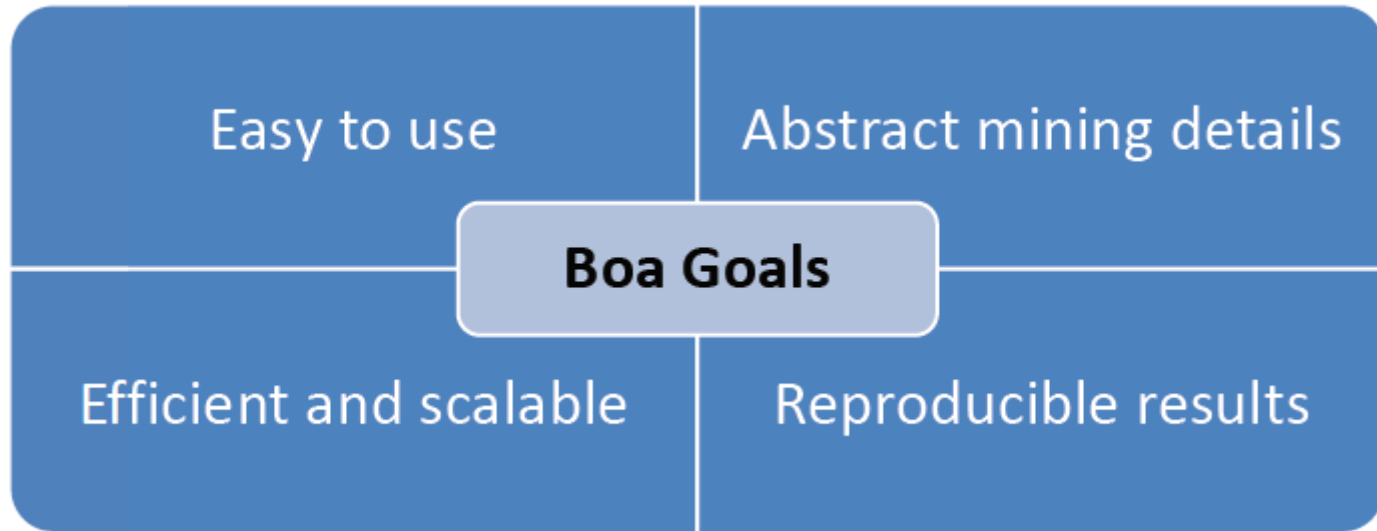 Easy to use
Abstract mining details
Boa Goals
Efficient and scalable
Reproducible results